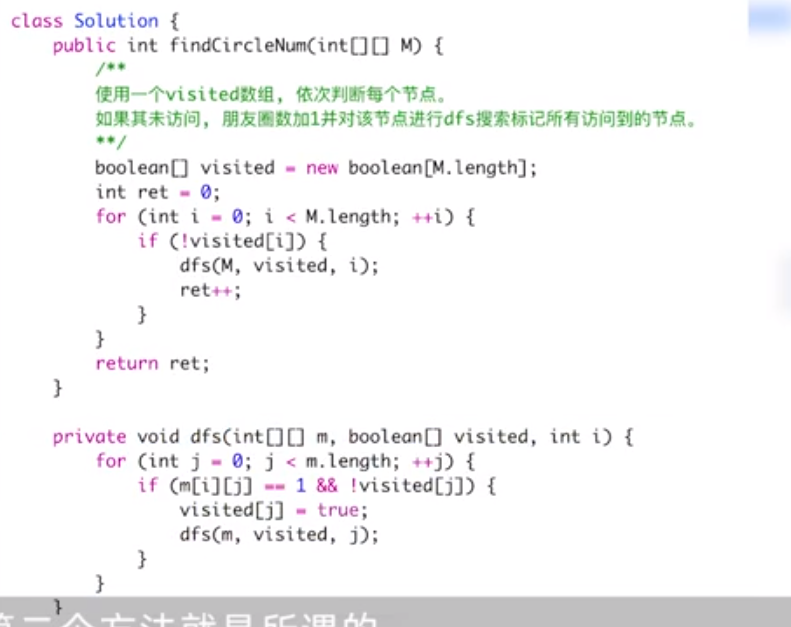 class Solution {
    public int findCircleNum(int[][] M) {
        /**
        使用一个visited数组, 依次判断每个节点。
        如果其未访问, 朋友圈数加1并对该节点进行dfs搜索标记所有访问到的节点。
        **/
        boolean[] visited = new boolean[M.length];
        int ret = 0;
        for (int i = 0; i < M.length; ++i) {
            if (!visited[i]) {
                dfs(M, visited, i);
                ret++;
            }
        }
        return ret;
    }

    private void dfs(int[][] m, boolean[] visited, int i) {
        for (int j = 0; j < m.length; ++j) {
            if (m[i][j] == 1 && !visited[j]) {
                visited[j] = true;
                dfs(m, visited, j);
            }
        }
    }
第二个方法就是所谓的